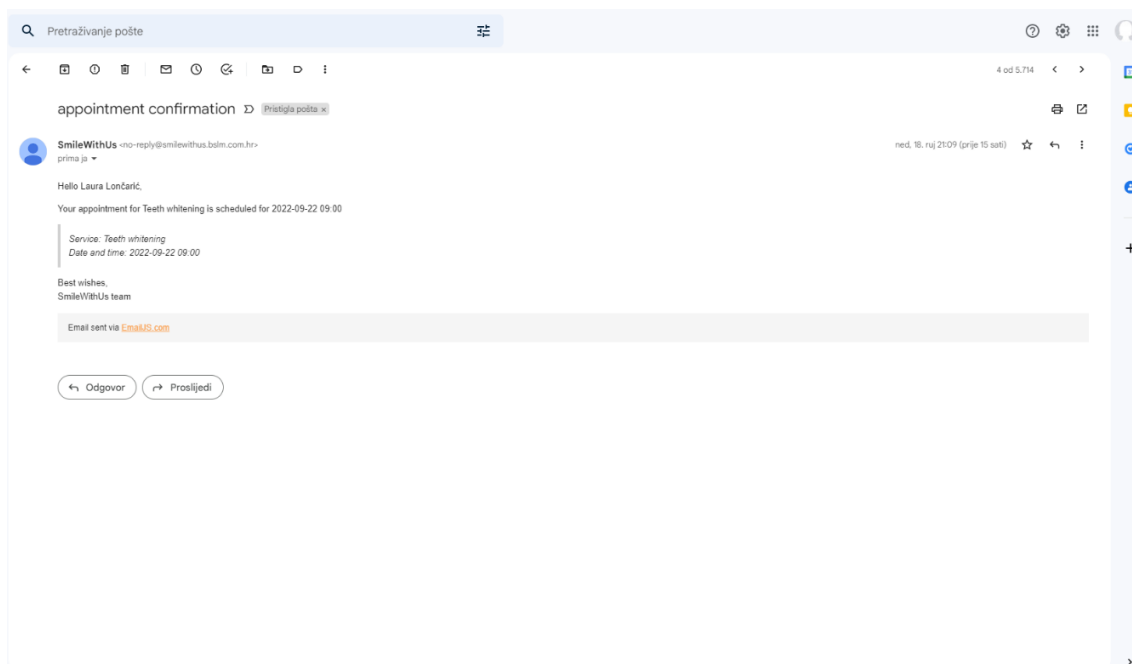 Pretraživanje pošte
4 od 5.714
appointment confirmation Pristigla pošta ×
SmileWithUs <no-reply@smilewithus.bslm.com.hr>
ned, 18. ruj 21:09 (prije 15 sati)
prima ja
Hello Laura Lončarić,
Your appointment for Teeth whitening is scheduled for 2022-09-22 09:00
Service: Teeth whitening
Date and time: 2022-09-22 09:00
Best wishes,
SmileWithUs team
Email sent via EmailJS.com
Odgovor
Proslijedi